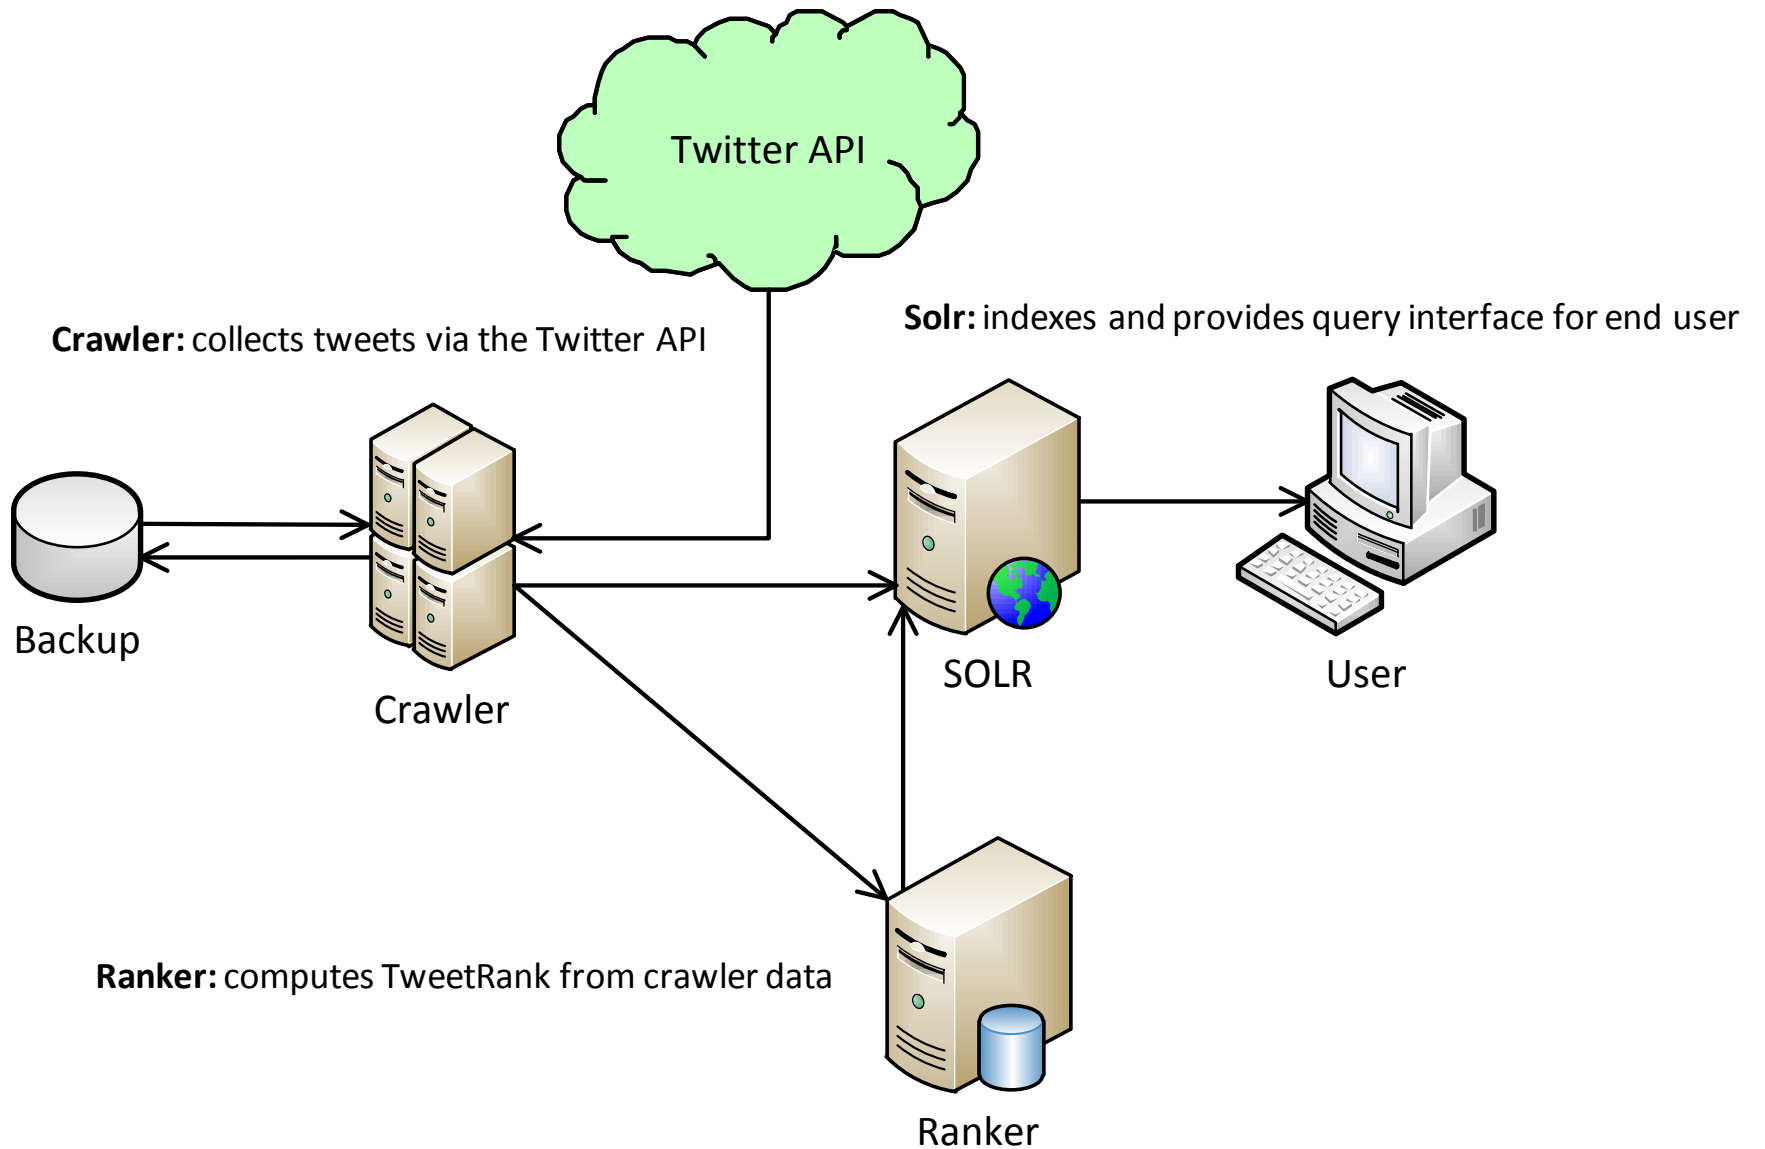 Twitter API
Solr: indexes and provides query interface for end user
Crawler: collects tweets via the Twitter API
Backup
Crawler
SOLR
User
Ranker: computes TweetRank from crawler data
Ranker